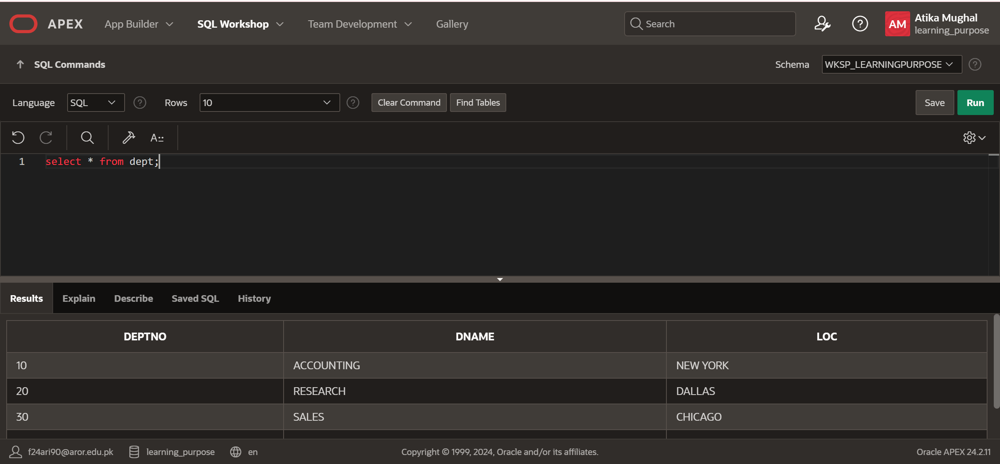 APEX App Builder SQL Workshop Team Development Gallery Search AM Atika Mughal
learning_purpose
SQL Commands Schema WKSP_LEARNINGPURPOSE ?
Language SQL ? Rows 10 ? Clear Command Find Tables Save Run
1 select * from dept;
Results Explain Describe Saved SQL History
DEPTNO DNAME LOC
10 ACCOUNTING NEW YORK
20 RESEARCH DALLAS
30 SALES CHICAGO
f24ari90@aror.edu.pk learning_purpose en Copyright © 1999, 2024, Oracle and/or its affiliates. Oracle APEX 24.2.11